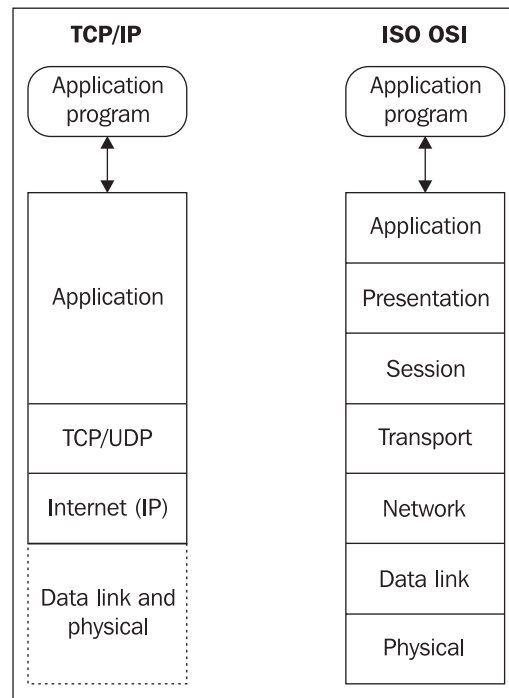 TCP/IP
Application
program
Application
TCP/UDP
Internet (IP)
Data link and
physical
ISO OSI
Application
program
Application
Presentation
Session
Transport
Network
Data link
Physical